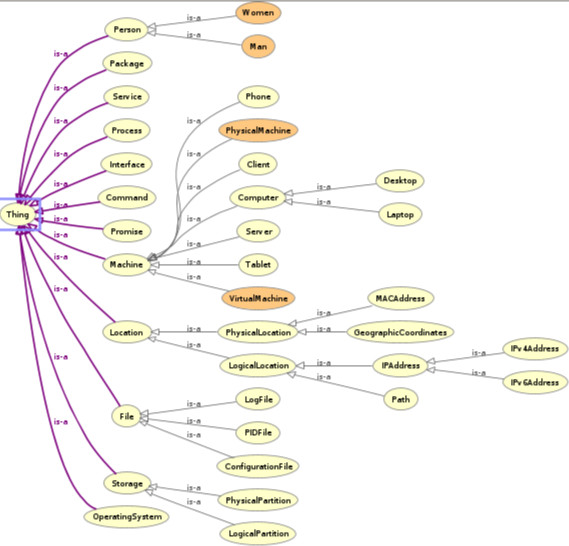 Women
Person
is-a
is-a
Man
is-a
Package
is-a
Service
Phone
is-a
is-a
Process
PhysicalMachine
is-a
is-a
Interface
Client
is-a
is-a
Desktop
is-a
Command
Computer
is-a
is-a
Thing
is-a
Laptop
is-a
Promise
Server
is-a
is-a
Machine
is-a
Tablet
is-a
is-a
VirtualMachine
MACAddress
is-a
Location
is-a
PhysicalLocation
is-a
GeographicCoordinates
is-a
IPv4Address
is-a
LogicalLocation
is-a
IPAddress
is-a
IPv6Address
is-a
Path
LogFile
is-a
File
is-a
is-a
PIDFile
is-a
ConfigurationFile
Storage
is-a
PhysicalPartition
is-a
OperatingSystem
LogicalPartition